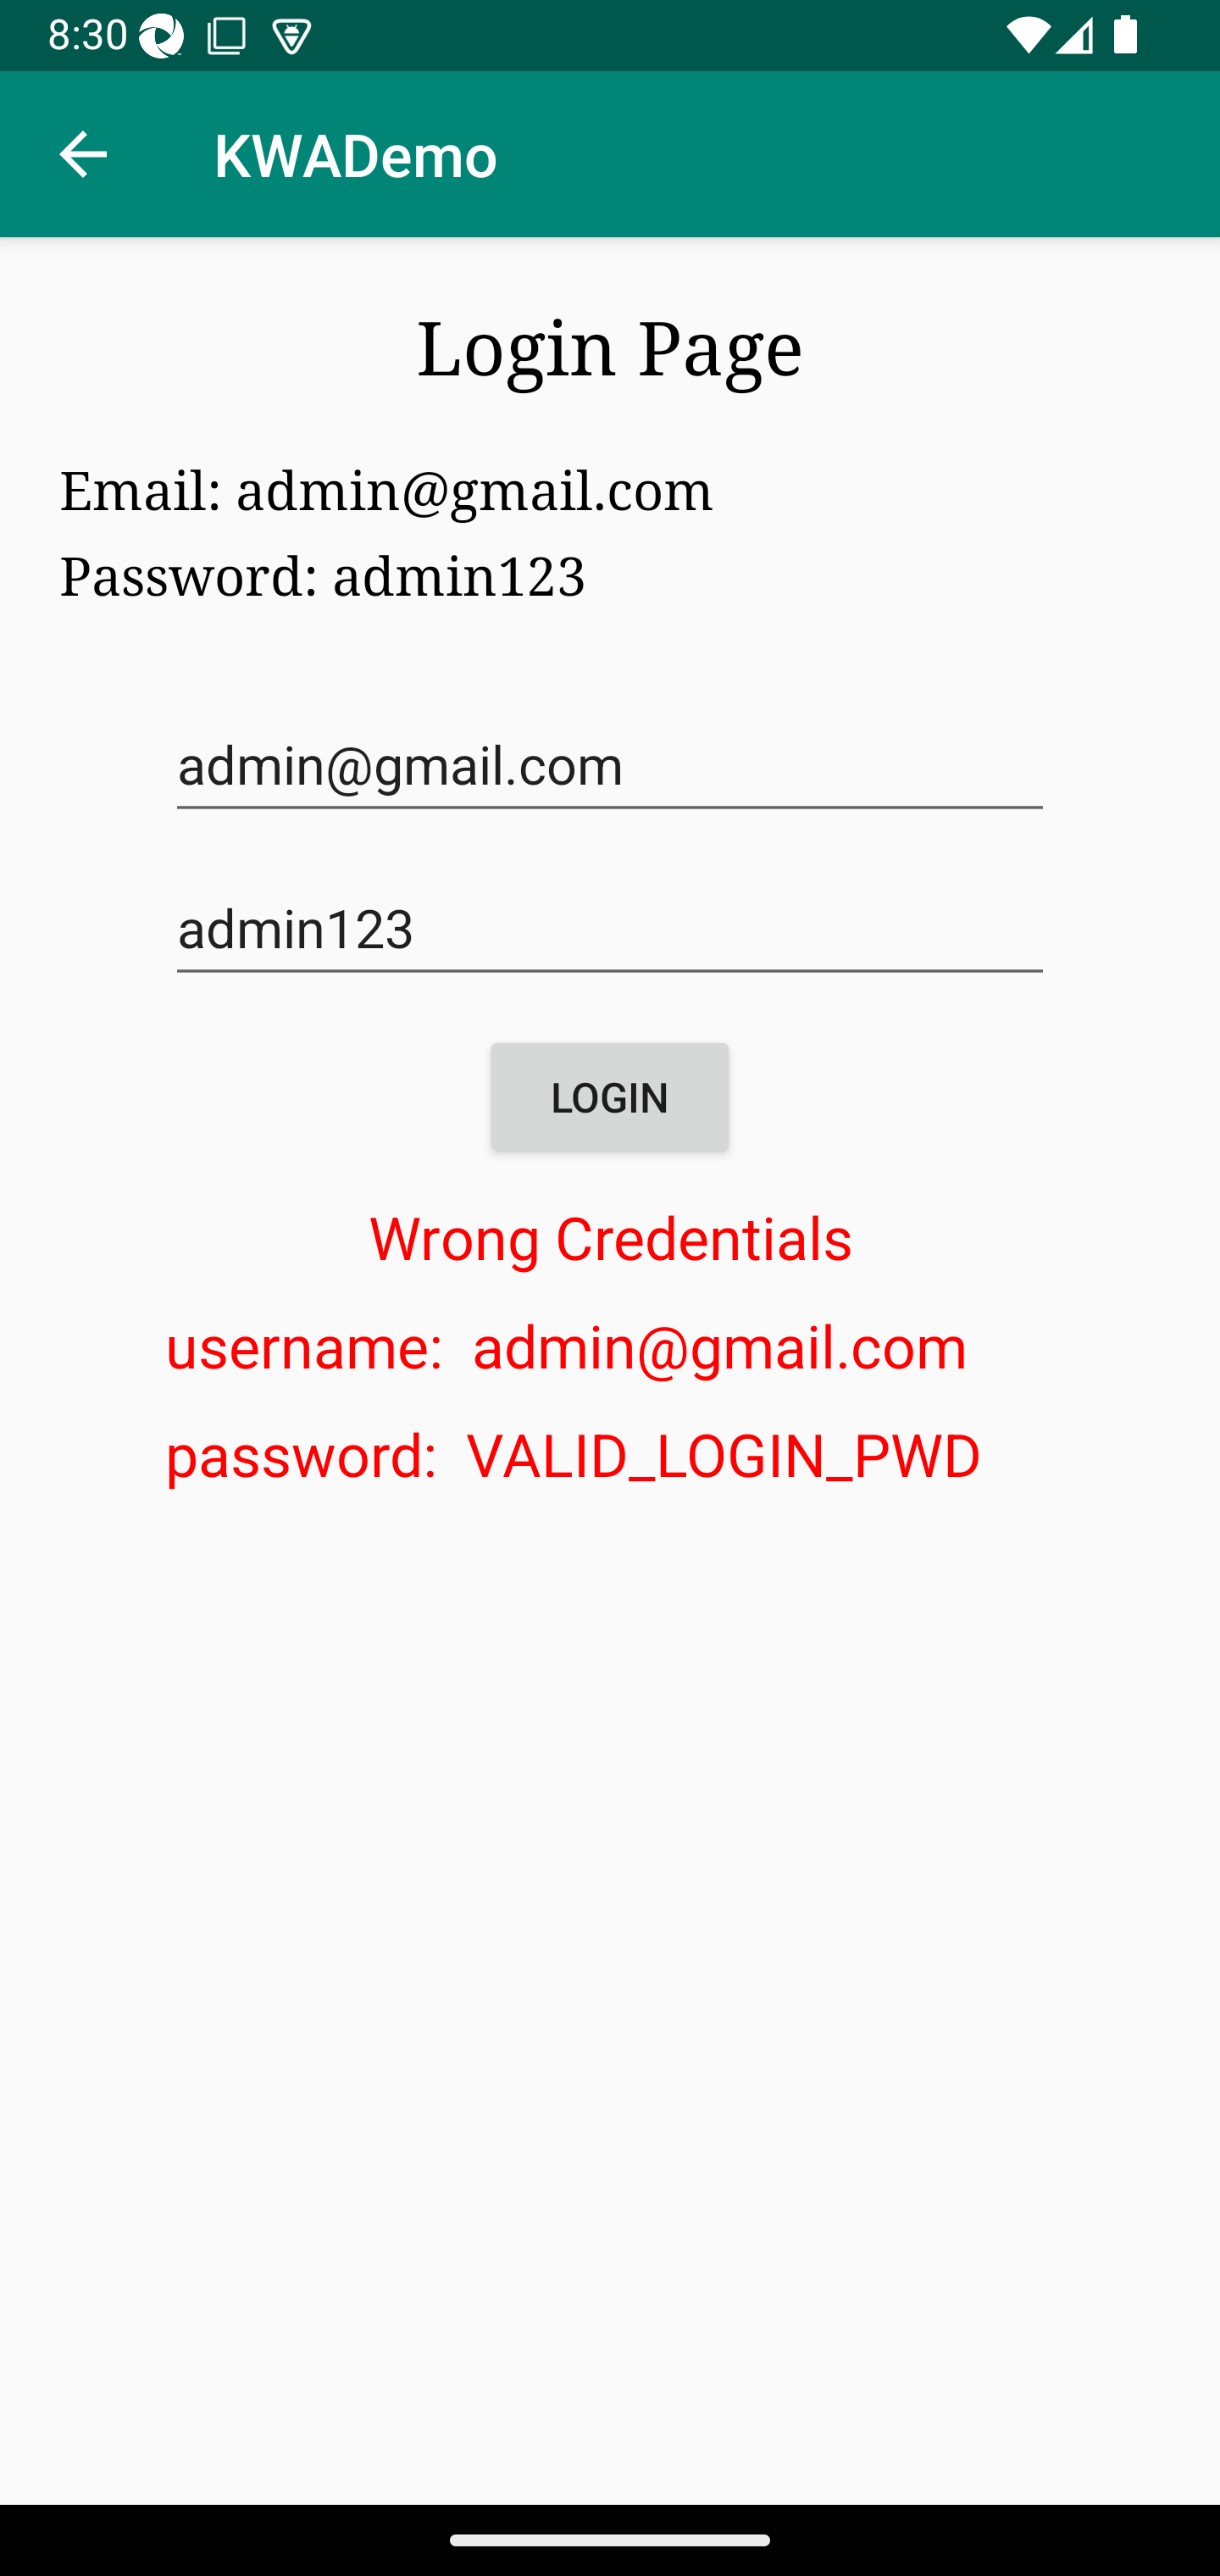 8:30
KWADemo
Login Page
Email: admin@gmail.com
Password: admin123
admin@gmail.com
admin123
LOGIN
Wrong Credentials
username: admin@gmail.com
password: VALID_LOGIN_PWD